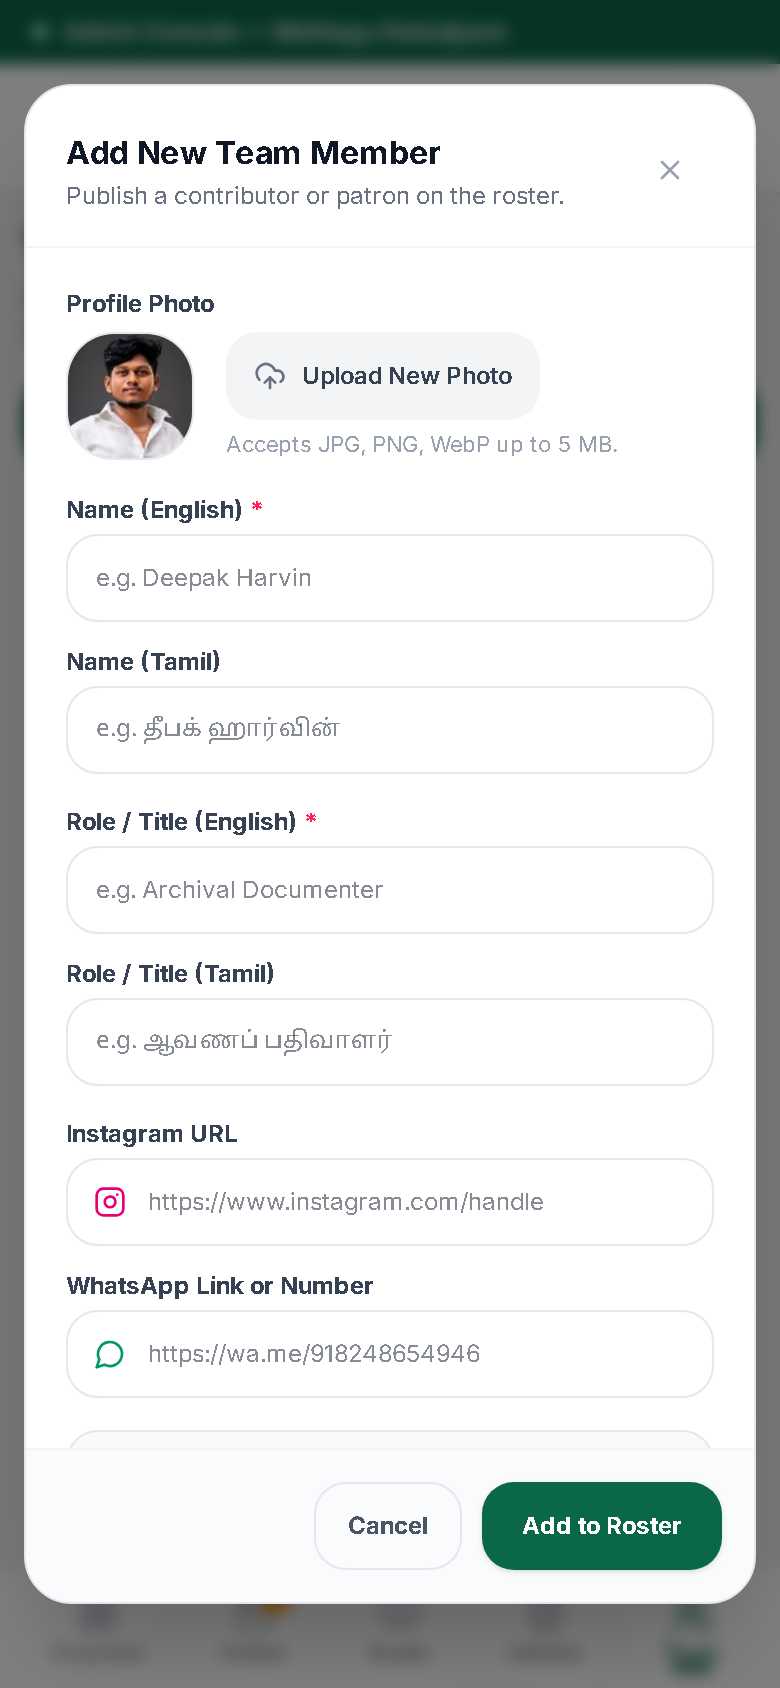 Add New Team Member
Publish a contributor or patron on the roster.
Profile Photo
Upload New Photo
Accepts JPG, PNG, WebP up to 5 MB.
Name (English) *
e.g. Deepak Harvin
Name (Tamil)
e.g. தீபக் ஹார்வின்
Role / Title (English) *
e.g. Archival Documenter
Role / Title (Tamil)
e.g. ஆவணப் பதிவாளர்
Instagram URL
https://www.instagram.com/handle
WhatsApp Link or Number
https://wa.me/918248654946
Cancel
Add to Roster